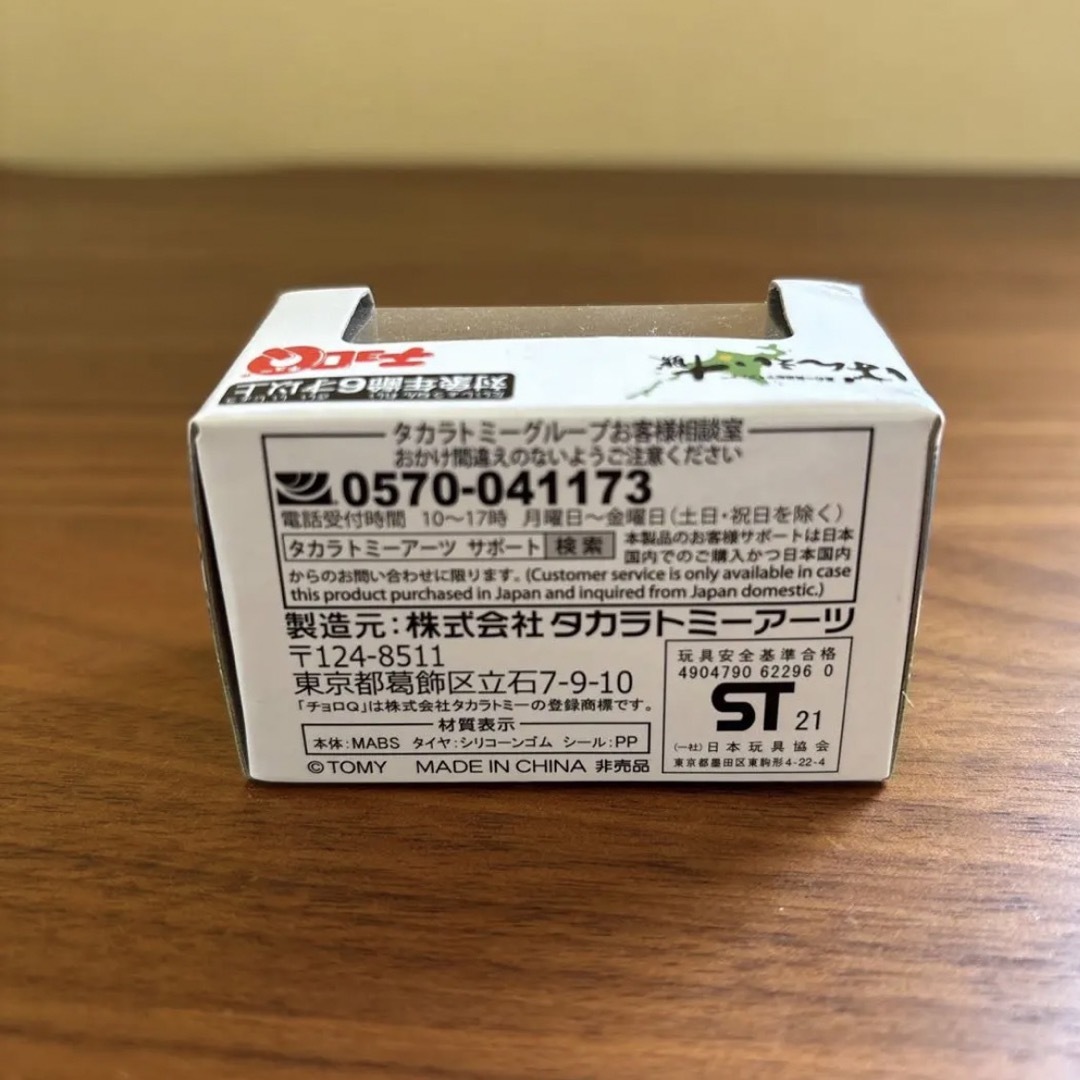 チョロQ
対象年齢6才以上
ばんえい十勝
タカラトミーグループお客様相談室
おかけ間違えのないようご注意ください
0570-041173
電話受付時間 10〜17時 月曜日〜金曜日(土日・祝日を除く)
タカラトミーアーツ サポート 検索 本製品のお客様サポートは日本
国内でのご購入かつ日本国内
からのお問い合わせに限ります。(Customer service is only available in case
this product purchased in Japan and inquired from Japan domestic.)
製造元:株式会社タカラトミーアーツ
〒124-8511
東京都葛飾区立石7-9-10
「チョロQ」は株式会社タカラトミーの登録商標です。
材質表示
本体:MABS タイヤ:シリコーンゴム シール:PP
©TOMY MADE IN CHINA 非売品
玩具安全基準合格
4904790 62296 0
ST 21
(一社)日本玩具協会
東京都墨田区東駒形4-22-4